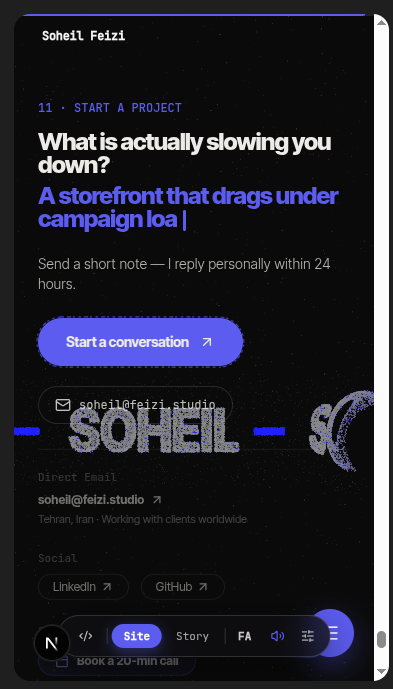 Soheil Feizi
11 · START A PROJECT
What is actually slowing you
down?
A storefront that drags under
campaign loa
Send a short note — I reply personally within 24
hours.
Start a conversation
soheil@feizi.studio
SOHEIL
Direct Email
soheil@feizi.studio
Tehran, Iran · Working with clients worldwide
Social
LinkedIn
GitHub
N
Site
Story
FA
Book a 20-min call